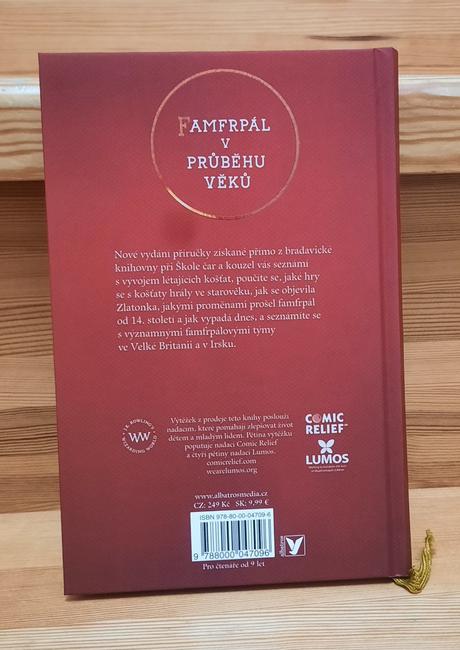 FAMFRPÁL
V
PRŮBĚHU
VĚKŮ
Nové vydání příručky získané přímo z bradavické
knihovny při Škole čar a kouzel vás seznámí
s vývojem létajících košťat, poučíte se, jaké hry
se s košťaty hrály ve starověku, jak se objevila
Zlatonka, jakými proměnami prošel famfrpál
od 14. století a jak vypadá dnes, a seznámíte se
s významnými famfrpálovými týmy
ve Velké Británii a v Irsku.
J.K. ROWLING'S
WW
WIZARDING WORLD
Výtěžek z prodeje této knihy poslouží
nadacím, které pomáhají zlepšovat život
dětem a mladým lidem. Pětina výtěžku
poputuje nadaci Comic Relief
a čtyři pětiny nadaci Lumos.
comicrelief.com
wearelumos.org
COMIC
RELIEF
LUMOS
www.albatrosmedia.cz
CZ: 249 Kč SK: 9,99 €
ISBN 978-80-00-04709-6
9 788000 047096
albatros
Pro čtenáře od 9 let